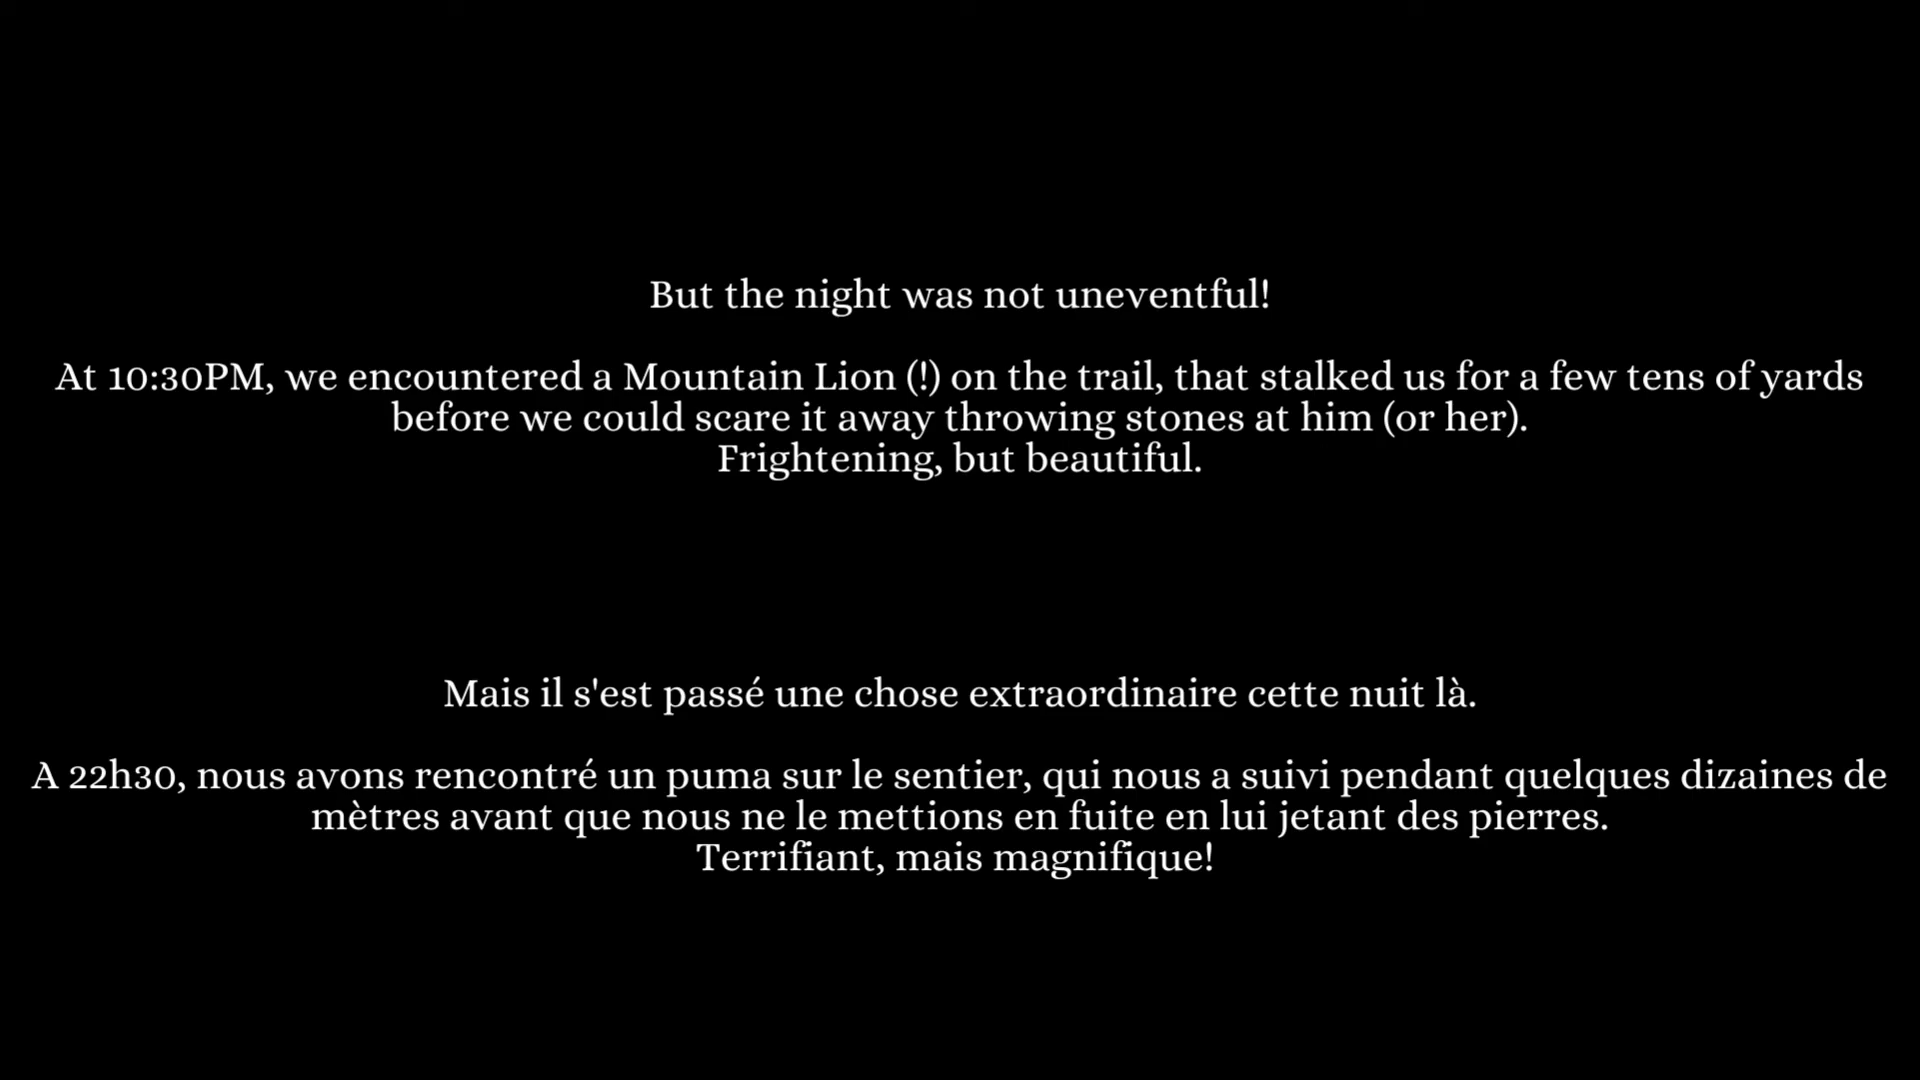 But the night was not uneventful!
At 10:30PM, we encountered a Mountain Lion (!) on the trail, that stalked us for a few tens of yards
before we could scare it away throwing stones at him (or her).
Frightening, but beautiful.
Mais il s'est passé une chose extraordinaire cette nuit là.
A 22h30, nous avons rencontré un puma sur le sentier, qui nous a suivi pendant quelques dizaines de
mètres avant que nous ne le mettions en fuite en lui jetant des pierres.
Terrifiant, mais magnifique!